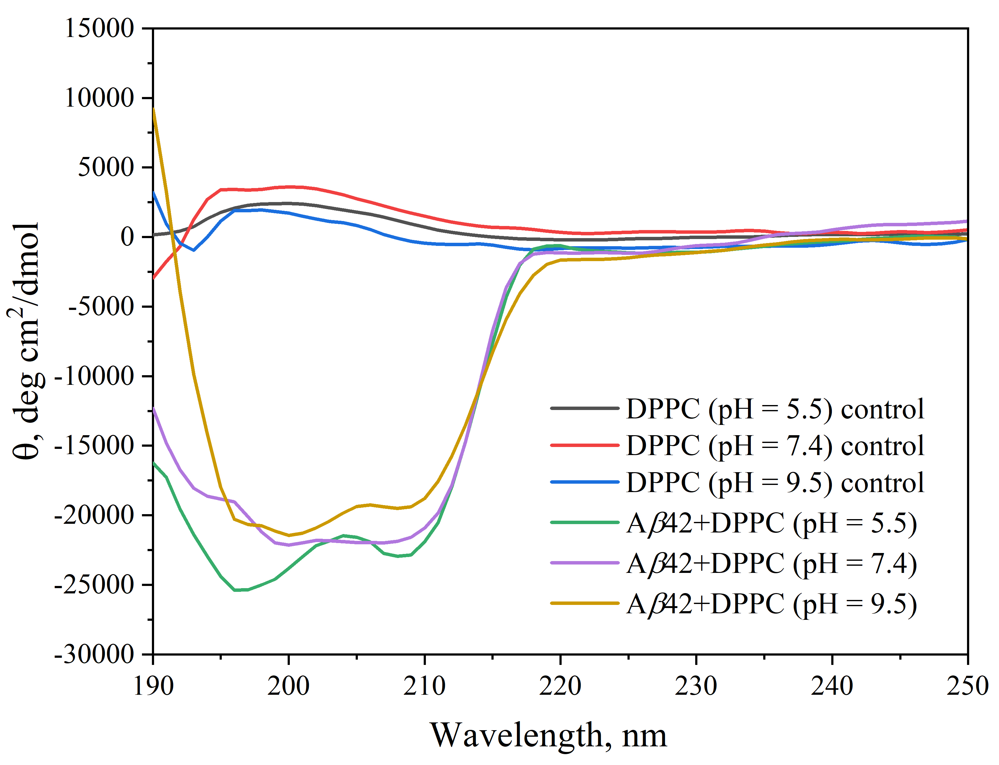 15000
10000
5000
0
-5000
-10000
-15000
-20000
-25000
-30000
θ, deg cm²/dmol
DPPC (pH = 5.5) control
DPPC (pH = 7.4) control
DPPC (pH = 9.5) control
Aβ42+DPPC (pH = 5.5)
Aβ42+DPPC (pH = 7.4)
Aβ42+DPPC (pH = 9.5)
190 200 210 220 230 240 250
Wavelength, nm